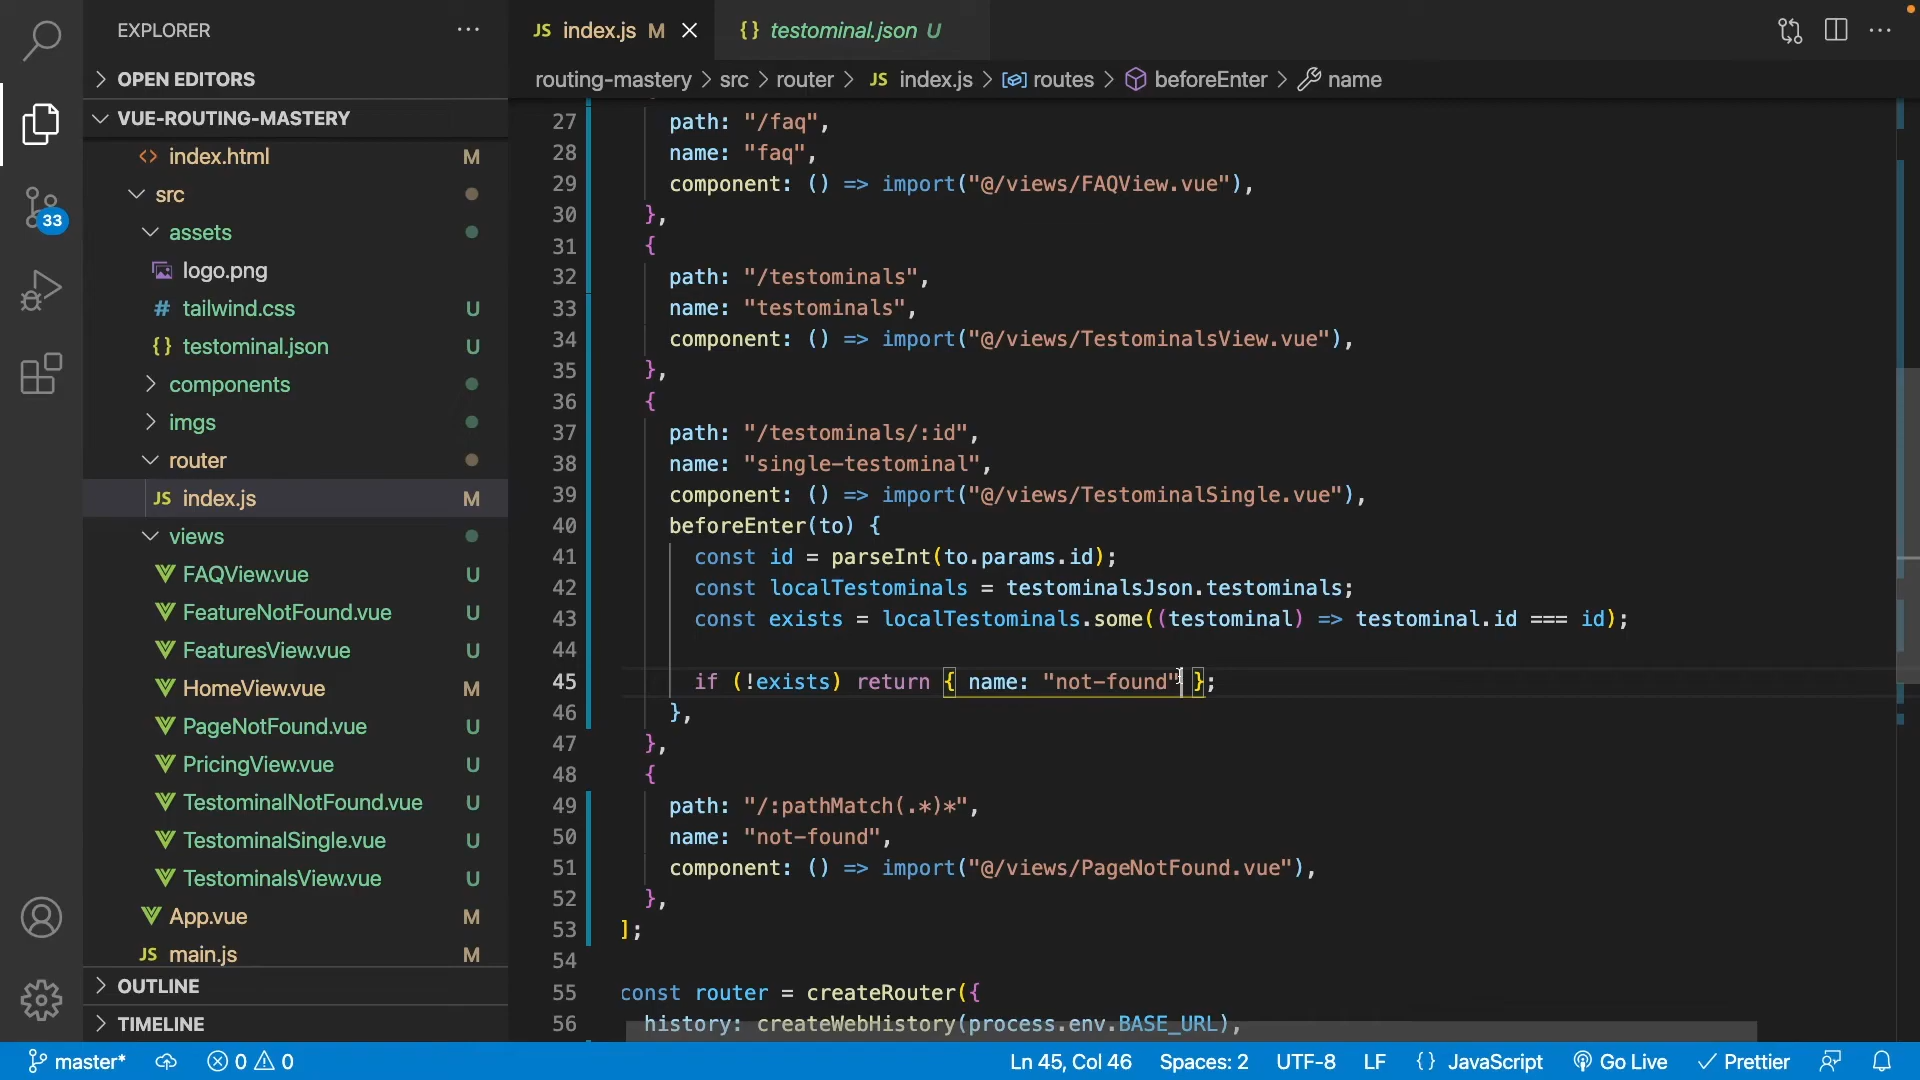 EXPLORER
OPEN EDITORS
VUE-ROUTING-MASTERY
index.html M
src
assets
logo.png
tailwind.css U
testominal.json U
components
imgs
router
JS index.js M
views
FAQView.vue U
FeatureNotFound.vue U
FeaturesView.vue U
HomeView.vue M
PageNotFound.vue U
PricingView.vue U
TestominalNotFound.vue U
TestominalSingle.vue U
TestominalsView.vue U
App.vue M
JS main.js M
OUTLINE
TIMELINE
33
JS index.js M
{} testominal.json U
routing-mastery > src > router > JS index.js > routes > beforeEnter > name
27 path: "/faq",
28 name: "faq",
29 component: () => import("@/views/FAQView.vue"),
30 },
31 {
32 path: "/testominals",
33 name: "testominals",
34 component: () => import("@/views/TestominalsView.vue"),
35 },
36 {
37 path: "/testominals/:id",
38 name: "single-testominal",
39 component: () => import("@/views/TestominalSingle.vue"),
40 beforeEnter(to) {
41 const id = parseInt(to.params.id);
42 const localTestominals = testominalsJson.testominals;
43 const exists = localTestominals.some((testominal) => testominal.id === id);
44
45 if (!exists) return { name: "not-found" };
46 },
47 },
48 {
49 path: "/:pathMatch(.*)*",
50 name: "not-found",
51 component: () => import("@/views/PageNotFound.vue"),
52 },
53 ];
54
55 const router = createRouter({
56 history: createWebHistory(process.env.BASE_URL),
master* 0 0 Ln 45, Col 46 Spaces: 2 UTF-8 LF {} JavaScript Go Live Prettier